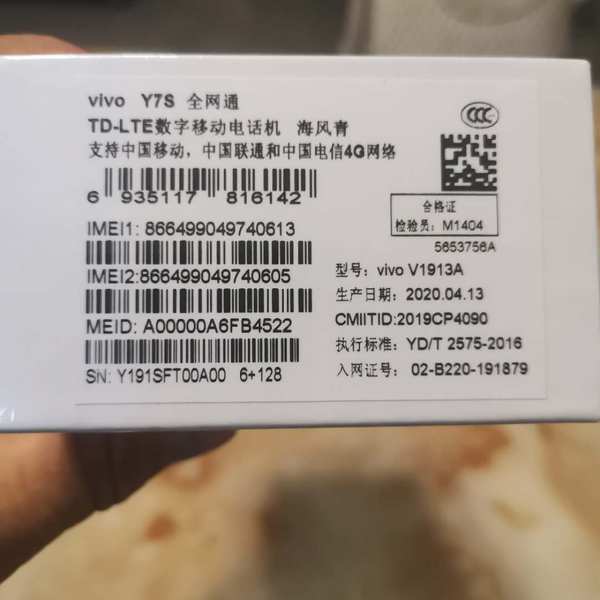 vivo Y7S 全网通
TD-LTE数字移动电话机 海风青
支持中国移动，中国联通和中国电信4G网络
CCC
6 935117 816142
合格证
检验员：M1404
5653756A
IMEI1: 866499049740613
IMEI2:866499049740605
MEID: A00000A6FB4522
SN: Y191SFT00A00 6+128
型号：vivo V1913A
生产日期：2020.04.13
CMIITID:2019CP4090
执行标准：YD/T 2575-2016
入网证号：02-B220-191879